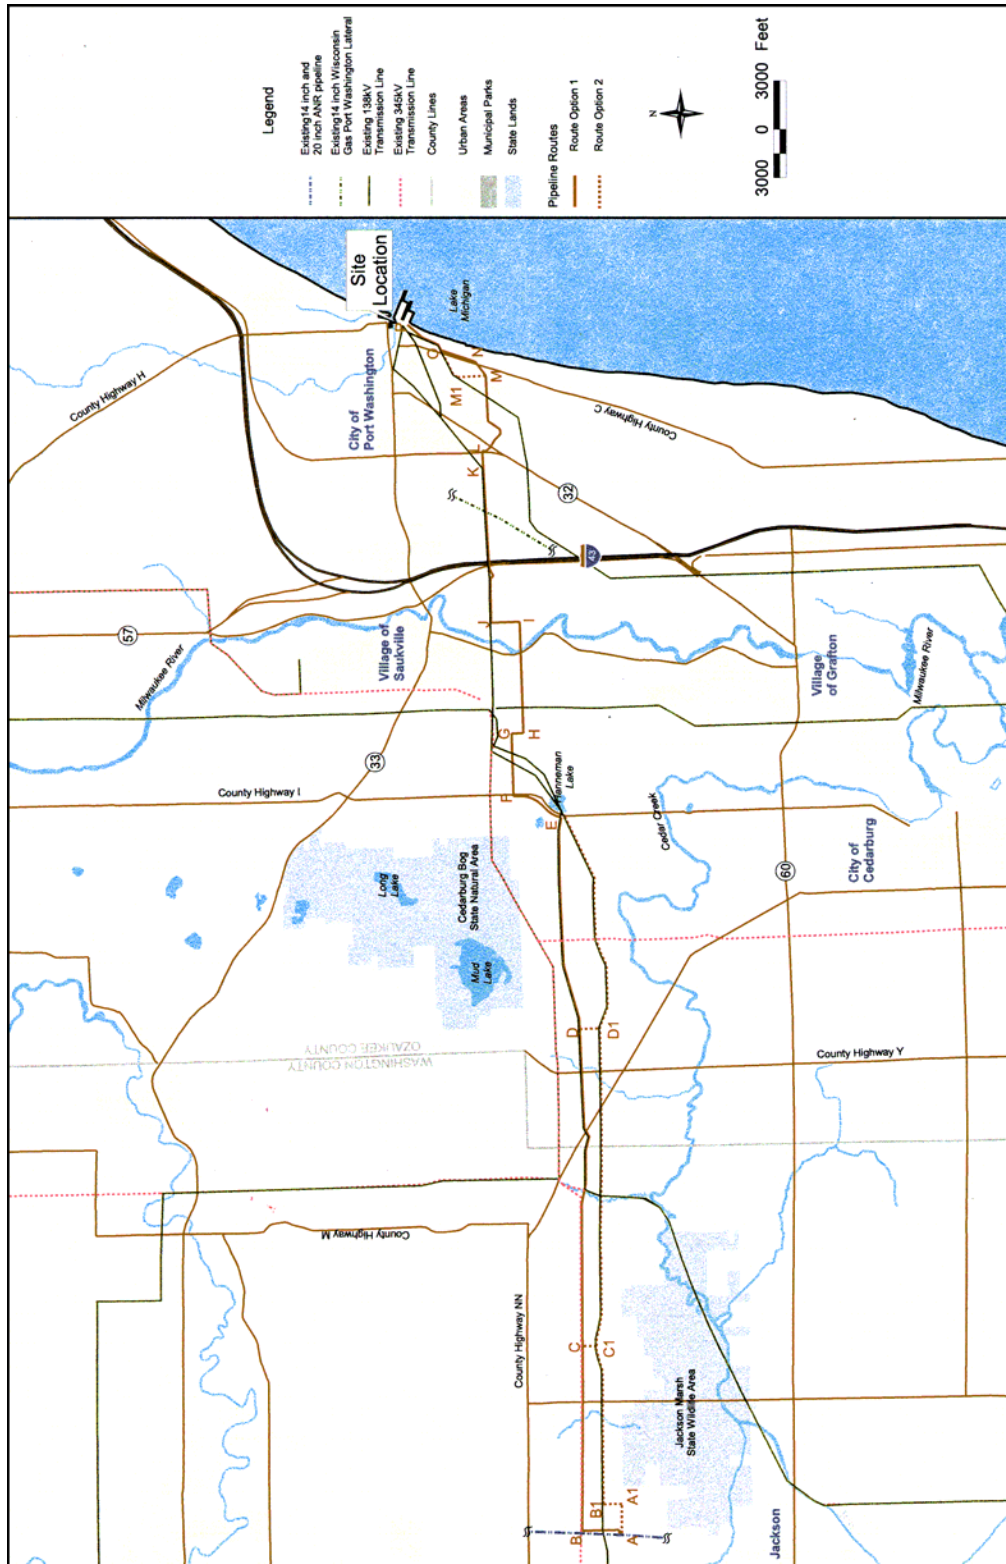 Legend
Existing14 inch and
20 inch ANR pipeline
Existing14 inch Wisconsin
Gas Port Washington Lateral
Existing 138kV
Transmission Line
Existing 345kV
Transmission Line
County Lines
Urban Areas
Municipal Parks
State Lands
Pipeline Routes
Route Option 1
Route Option 2
N
3000 0 3000 Feet
Site
Location
Lake
Michigan
County Highway H
City of
Port Washington
O
N
M
M1
L
K
County Highway C
32
43
57
Milwaukee River
Village of
Saukville
J
I
Village
of Grafton
Milwaukee River
33
G
H
County Highway I
F
E
Hanneman
Lake
Cedar Creek
60
City of
Cedarburg
Long
Lake
Cedarburg Bog
State Natural Area
Mud
Lake
D
D1
OZAUKEE COUNTY
WASHINGTON COUNTY
County Highway Y
County Highway M
County Highway NN
C
C1
Jackson Marsh
State Wildlife Area
B
B1
A1
A
Jackson